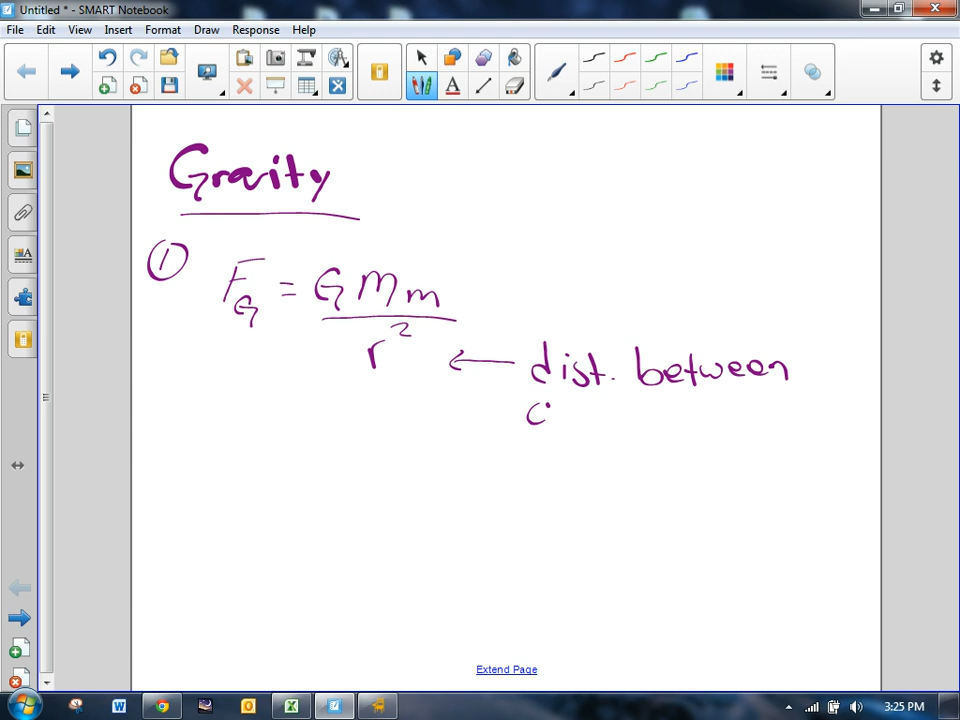 Untitled * - SMART Notebook
File Edit View Insert Format Draw Response Help
Gravity
① F_G = G M m
r²
← dist. between
c
Extend Page
3:25 PM